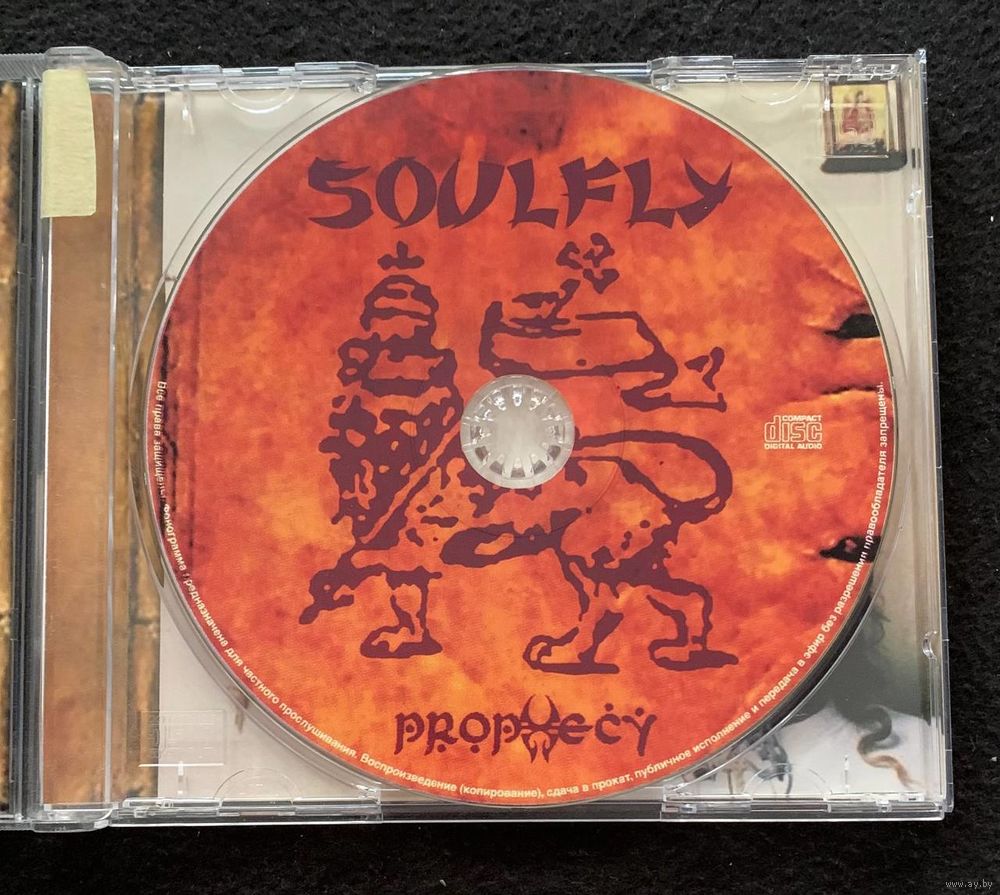 SOULFLY
COMPACT
disc
DIGITAL AUDIO
PROPHECY
Все права защищены. Фонограмма предназначена для частного прослушивания. Воспроизведение (копирование), сдача в прокат, публичное исполнение и передача в эфир без разрешения правообладателя запрещены.
www.ay.by